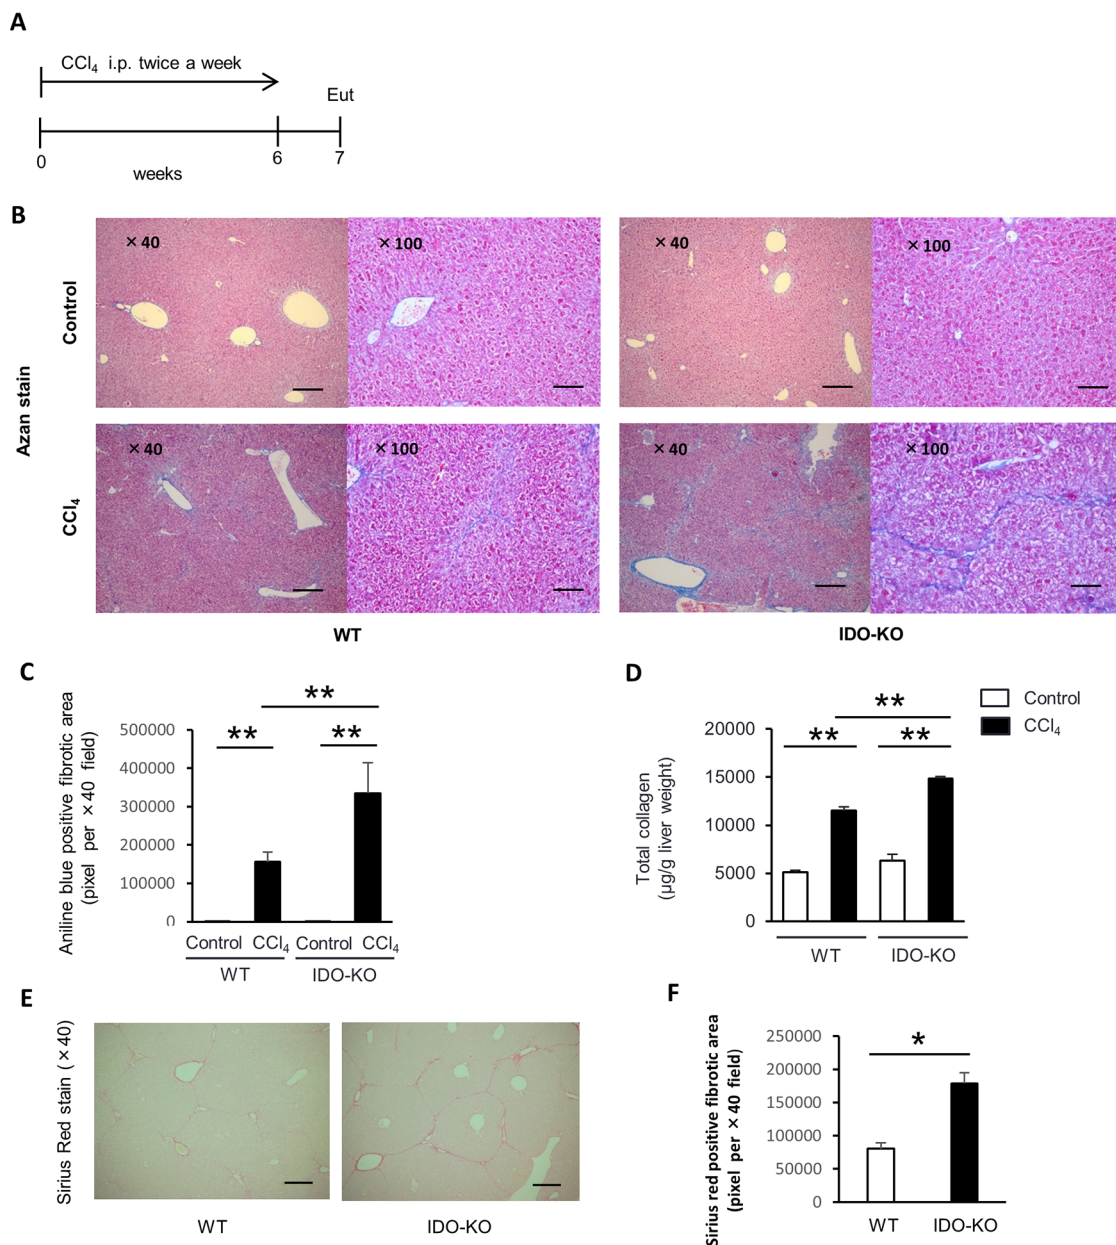 A
CCl₄ i.p. twice a week
Eut
0
6
7
weeks
B
Azan stain
Control
× 40
× 100
× 40
× 100
CCl₄
× 40
× 100
× 40
× 100
WT
IDO-KO
C
Aniline blue positive fibrotic area
(pixel per × 40 field)
**
**
**
500000
400000
300000
200000
100000
0
Control
CCl₄
Control
CCl₄
WT
IDO-KO
D
Control
CCl₄
Total collagen
(µg/g liver weight)
**
**
**
20000
15000
10000
5000
0
WT
IDO-KO
E
Sirius Red stain (×40)
WT
IDO-KO
F
Sirius red positive fibrotic area
(pixel per × 40 field)
*
250000
200000
150000
100000
50000
0
WT
IDO-KO